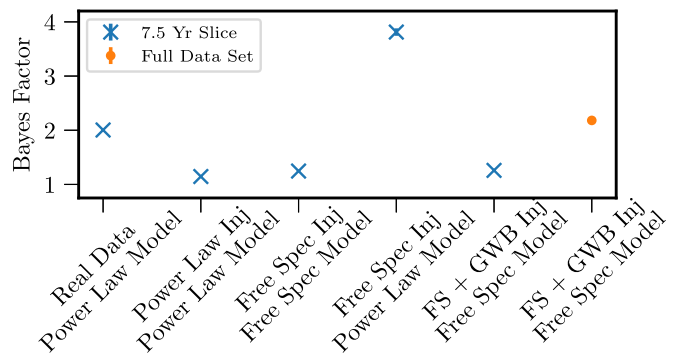 4
3
2
1
Bayes Factor
7.5 Yr Slice
Full Data Set
Real Data
Power Law Model
Power Law Inj
Power Law Model
Free Spec Inj
Free Spec Model
Free Spec Inj
Power Law Model
FS + GWB Inj
Free Spec Model
FS + GWB Inj
Free Spec Model